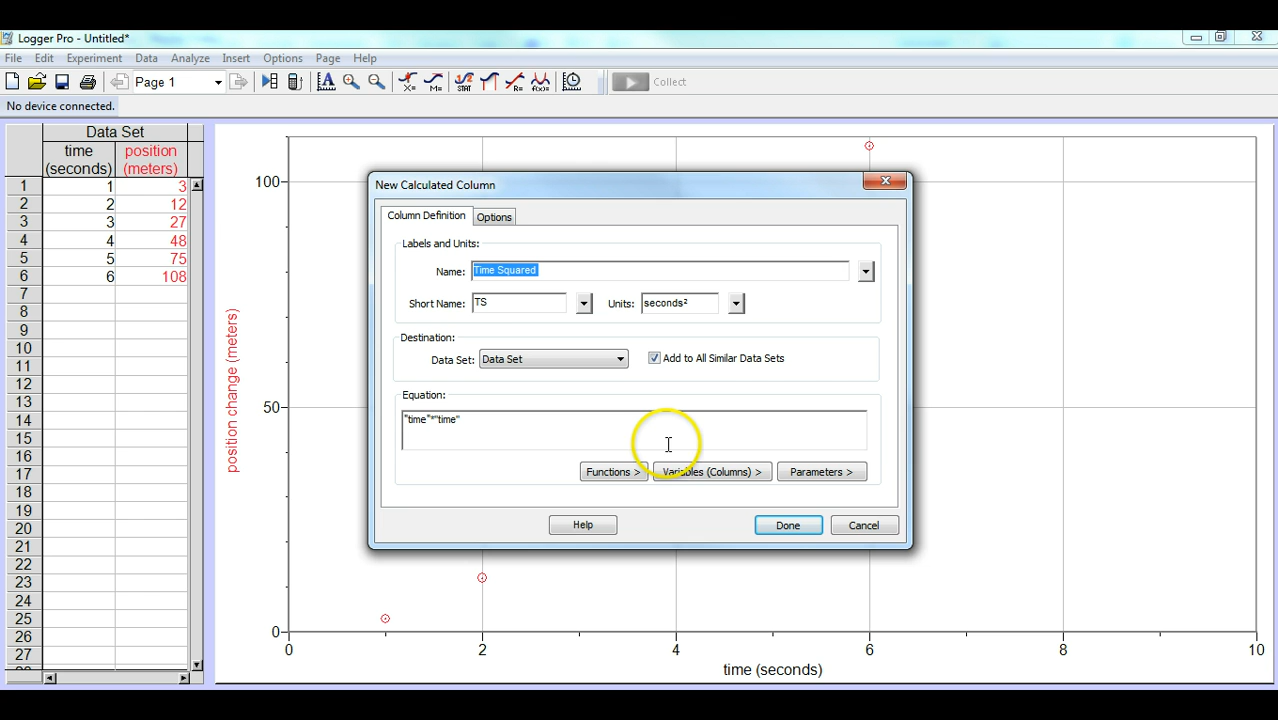 Logger Pro - Untitled*
File Edit Experiment Data Analyze Insert Options Page Help
Page 1 Collect
No device connected.
Data Set
time position
(seconds) (meters)
1 1 3
2 2 12
3 3 27
4 4 48
5 5 75
6 6 108
7
8
9
10
11
12
13
14
15
16
17
18
19
20
21
22
23
24
25
26
27
position change (meters)
100
50
0
0 2 4 6 8 10
time (seconds)
New Calculated Column
Column Definition Options
Labels and Units:
Name: Time Squared
Short Name: TS Units: seconds²
Destination:
Data Set: Data Set Add to All Similar Data Sets
Equation:
"time"*"time"
Functions > Variables (Columns) > Parameters >
Help Done Cancel